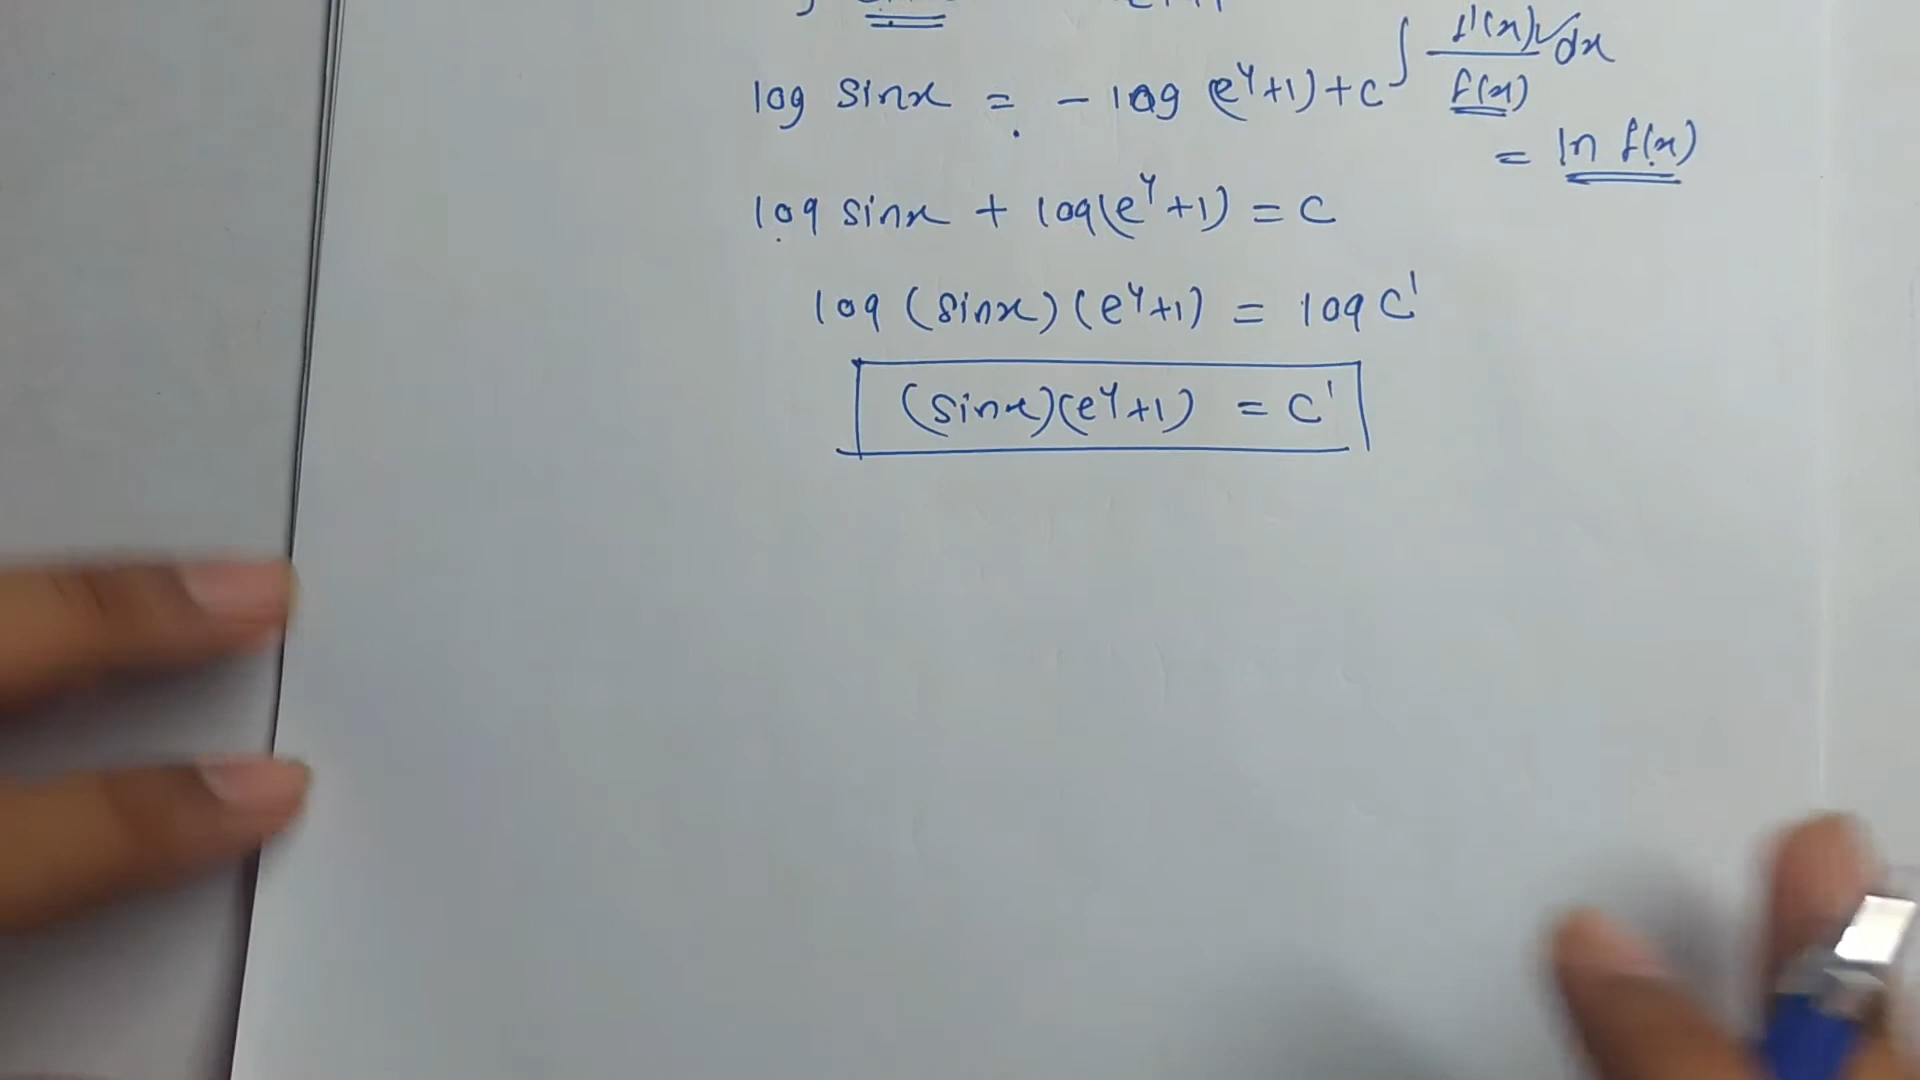 log sinx = - log (e^y+1)+c
∫ f'(x)/f(x) dx
= ln f(x)
log sinx + log(e^y+1) = c
log (sinx)(e^y+1) = log c'
(sinx)(e^y+1) = c'